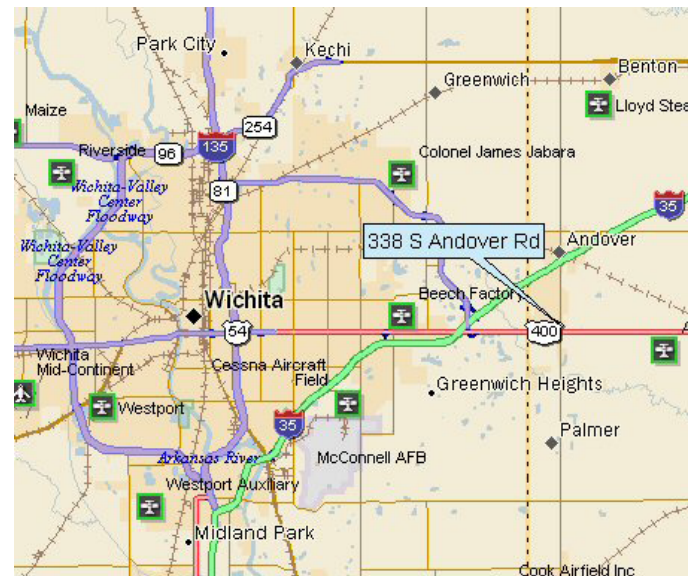 Park City
Kechi
Benton
Greenwich
Maize
Lloyd Stea
254
135
Riverside
96
Colonel James Jabara
81
Wichita-Valley
Center
Floodway
35
338 S Andover Rd
Andover
Wichita-Valley
Center
Floodway
Beech Factory
Wichita
54
400
A
Wichita
Mid-Continent
Cessna Aircraft
Field
Greenwich Heights
Westport
35
Palmer
Arkansas River
McConnell AFB
Westport Auxiliary
Midland Park
Cook Airfield Inc